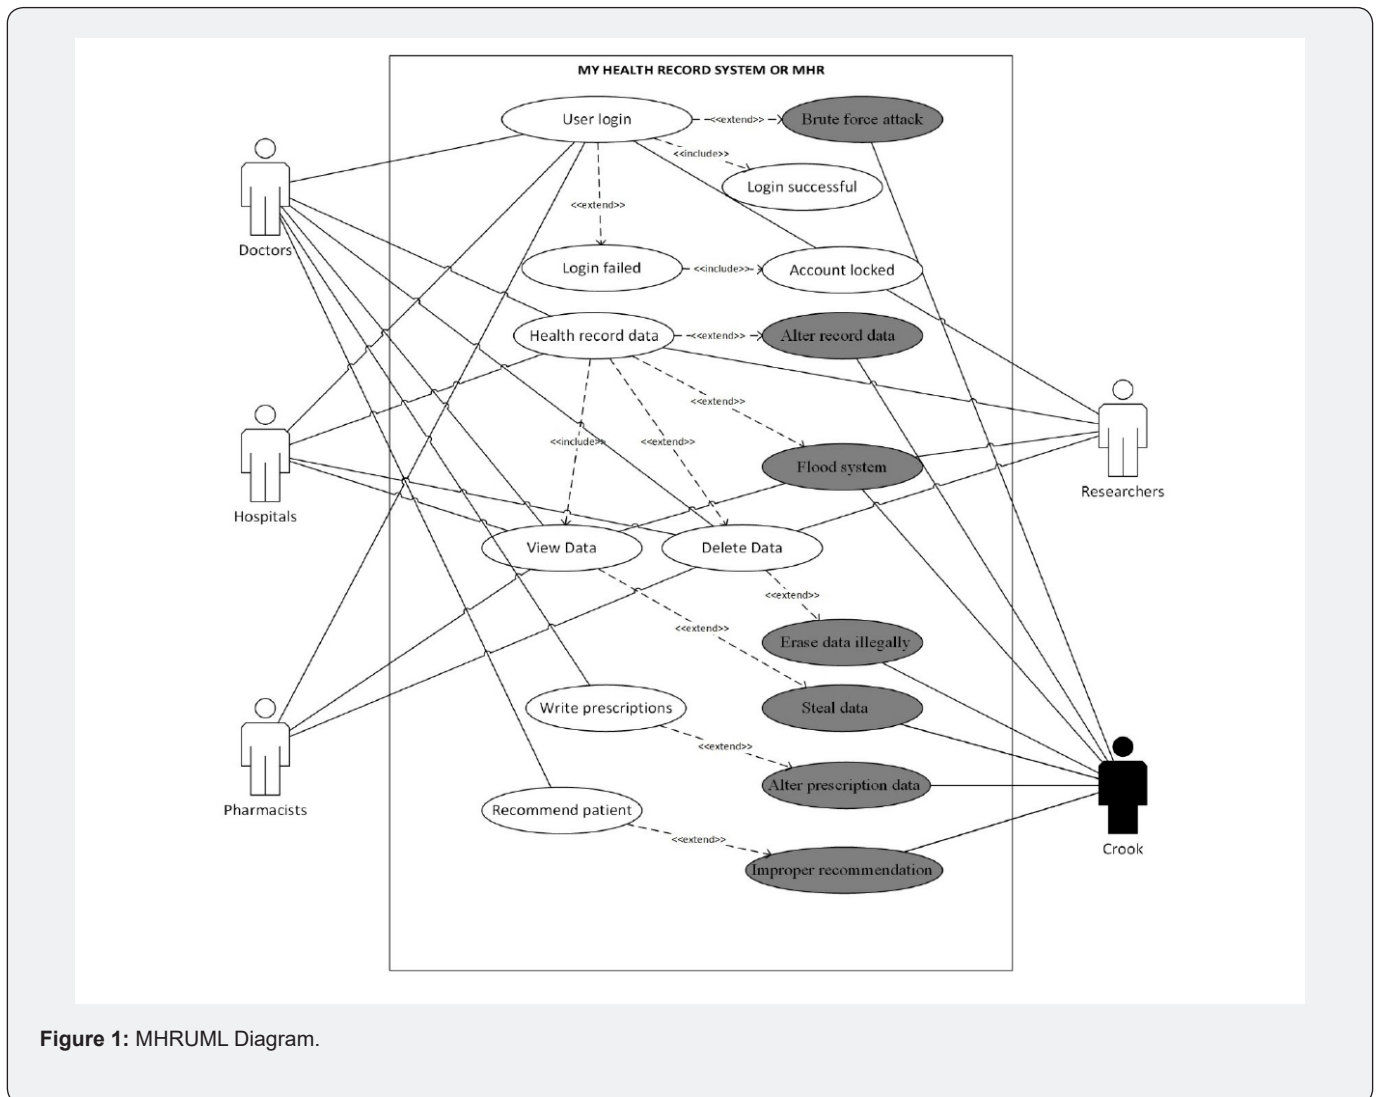 MY HEALTH RECORD SYSTEM OR MHR
User login
<<extend>>
Brute force attack
<<include>>
Login successful
<<extend>>
Doctors
Login failed
<<include>>
Account locked
Health record data
<<extend>>
Alter record data
<<extend>>
<<include>>
<<extend>>
Flood system
Researchers
Hospitals
View Data
Delete Data
<<extend>>
<<extend>>
Erase data illegally
Write prescriptions
Steal data
<<extend>>
Alter prescription data
Pharmacists
Recommend patient
<<extend>>
Crook
Improper recommendation
Figure 1: MHRUML Diagram.